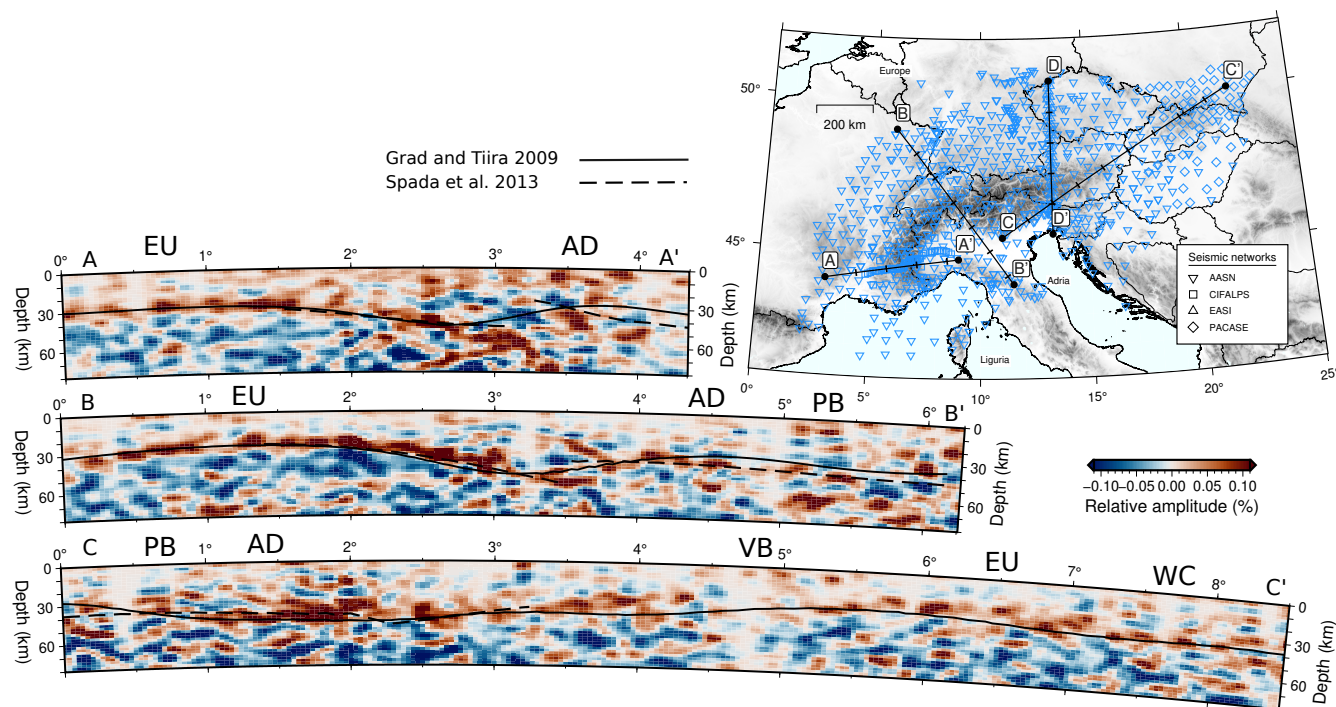 Grad and Tiira 2009
Spada et al. 2013
Europe
200 km
50°
45°
0°
5°
10°
15°
20°
25°
A
A'
B
B'
C
C'
D
D'
Adria
Liguria
Seismic networks
AASN
CIFALPS
EASI
PACASE
0° A EU 1° 2° 3° AD 4° A'
Depth (km)
0
30
60
0
30
60
Depth (km)
0° B 1° EU 2° 3° 4° AD 5° PB 6° B'
Depth (km)
0
30
60
0
30
60
Depth (km)
−0.10 −0.05 0.00 0.05 0.10
Relative amplitude (%)
0° C PB 1° AD 2° 3° 4° VB 5° 6° EU 7° WC 8° C'
Depth (km)
0
30
60
0
30
60
Depth (km)